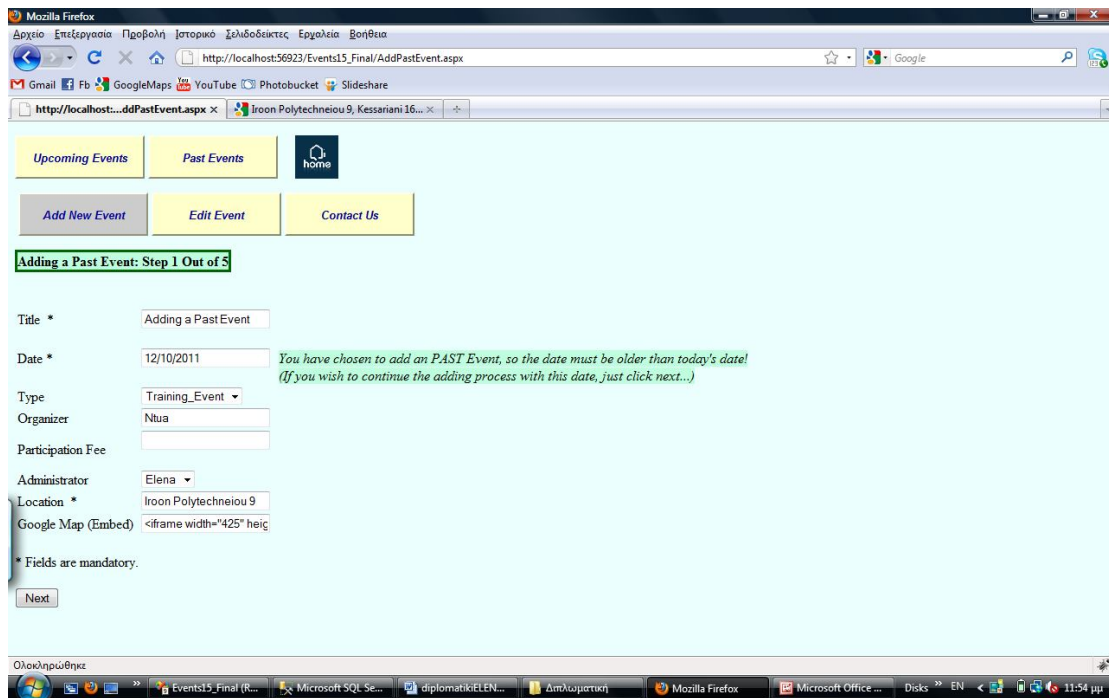 Mozilla Firefox
Αρχείο Επεξεργασία Προβολή Ιστορικό Σελιδοδείκτες Εργαλεία Βοήθεια
http://localhost:56923/Events15_Final/AddPastEvent.aspx
Google
Gmail Fb GoogleMaps YouTube Photobucket Slideshare
http://localhost:...ddPastEvent.aspx Iroon Polytechneiou 9, Kessariani 16...
Upcoming Events Past Events home
Add New Event Edit Event Contact Us
Adding a Past Event: Step 1 Out of 5
Title * Adding a Past Event
Date * 12/10/2011 You have chosen to add an PAST Event, so the date must be older than today's date!
(If you wish to continue the adding process with this date, just click next...)
Type Training_Event
Organizer Ntua
Participation Fee
Administrator Elena
Location * Iroon Polytechneiou 9
Google Map (Embed) <iframe width="425" heig
* Fields are mandatory.
Next
Ολοκληρώθηκε
Events15_Final (R... Microsoft SQL Se... diplomatikiELEN... Διπλωματική Mozilla Firefox Microsoft Office ... Disks » EN 11:54 μμ